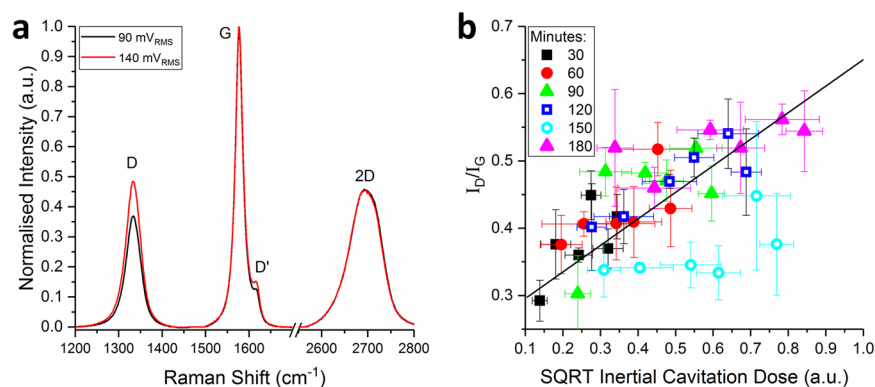 a
90 mV_RMS
140 mV_RMS
G
D
D'
2D
Normalised Intensity (a.u.)
1.0
0.9
0.8
0.7
0.6
0.5
0.4
0.3
0.2
0.1
0.0
1200 1300 1400 1500 1600 2600 2700 2800
Raman Shift (cm⁻¹)
b
Minutes:
30
60
90
120
150
180
I_D/I_G
0.7
0.6
0.5
0.4
0.3
0.1 0.2 0.3 0.4 0.5 0.6 0.7 0.8 0.9 1.0
SQRT Inertial Cavitation Dose (a.u.)